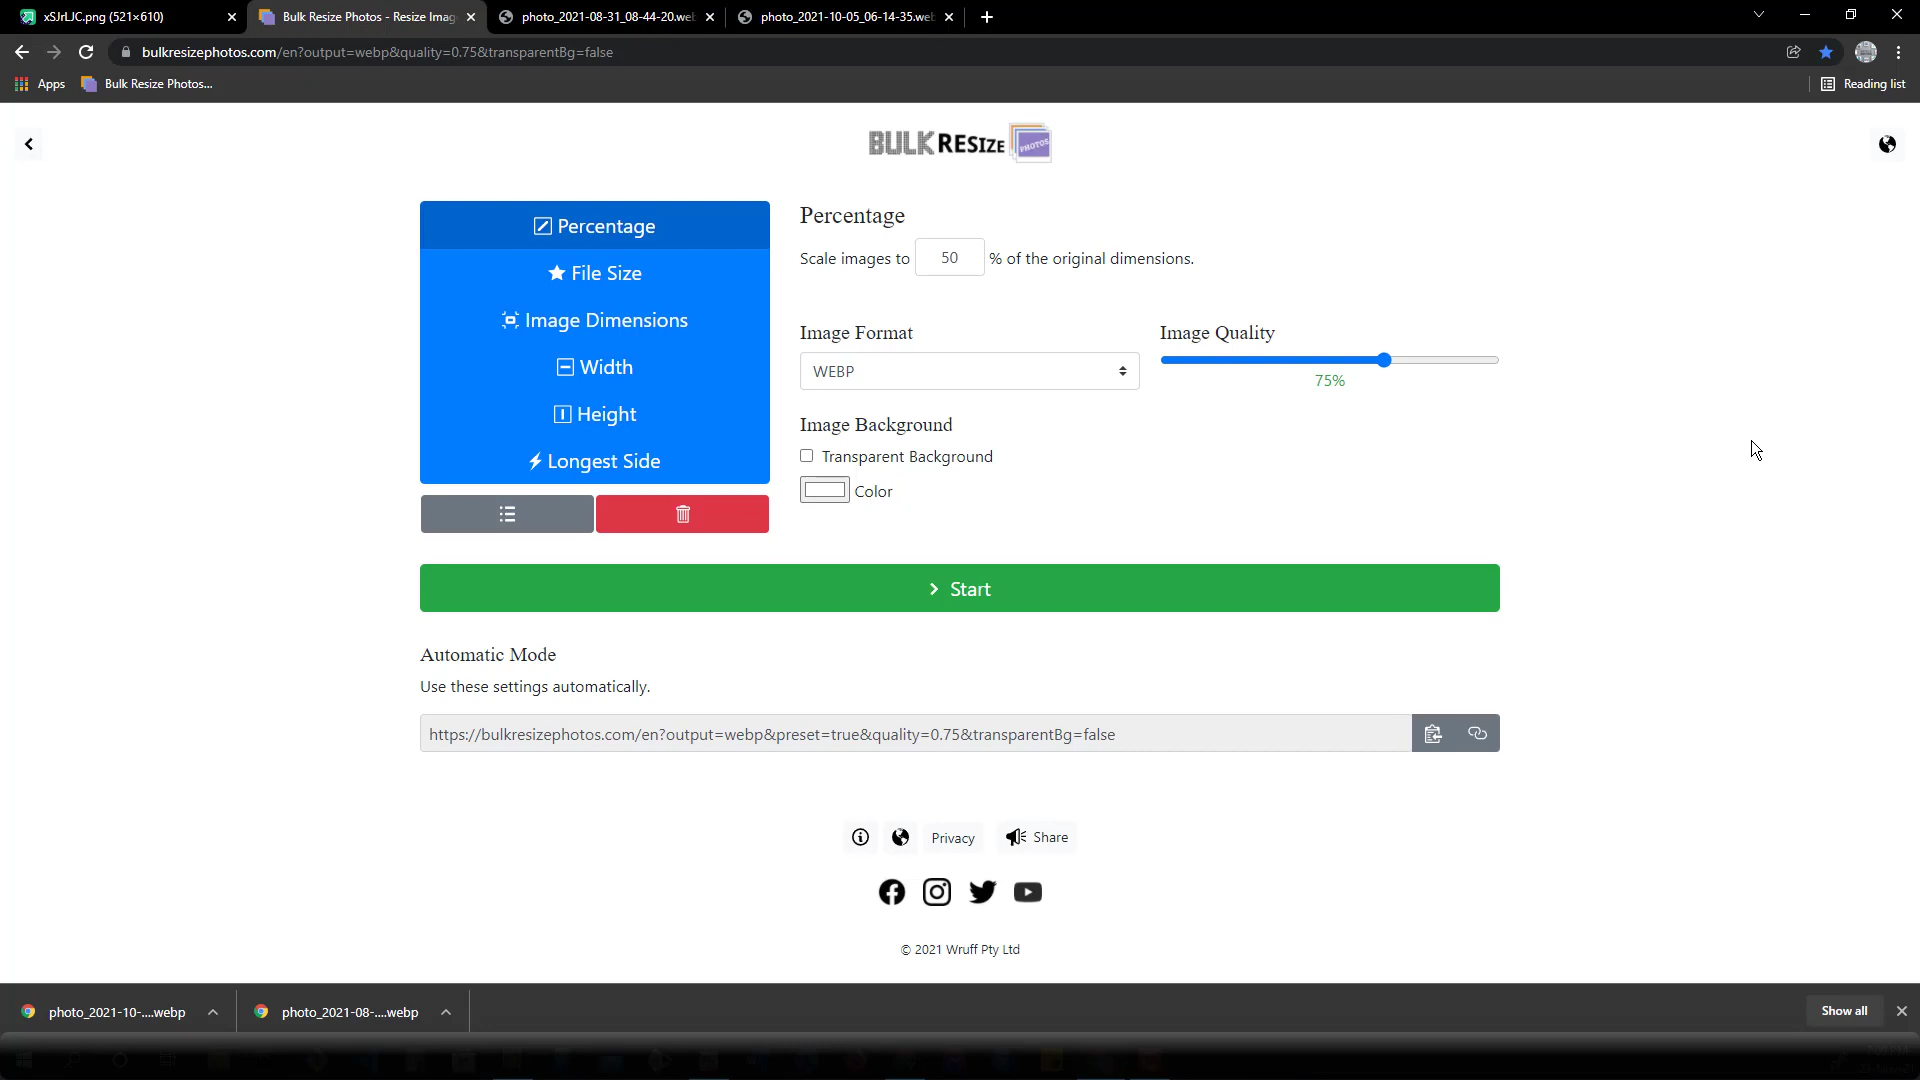 xSJrLJC.png (521×610)
Bulk Resize Photos - Resize Imag
photo_2021-08-31_08-44-20.we
photo_2021-10-05_06-14-35.we
bulkresizephotos.com/en?output=webp&quality=0.75&transparentBg=false
Apps
Bulk Resize Photos...
Reading list
BULK RESIZE PHOTOS
Percentage
File Size
Image Dimensions
Width
Height
Longest Side
Percentage
Scale images to 50 % of the original dimensions.
Image Format
WEBP
Image Quality
75%
Image Background
Transparent Background
Color
Start
Automatic Mode
Use these settings automatically.
https://bulkresizephotos.com/en?output=webp&preset=true&quality=0.75&transparentBg=false
Privacy
Share
© 2021 Wruff Pty Ltd
photo_2021-10-....webp
photo_2021-08-....webp
Show all